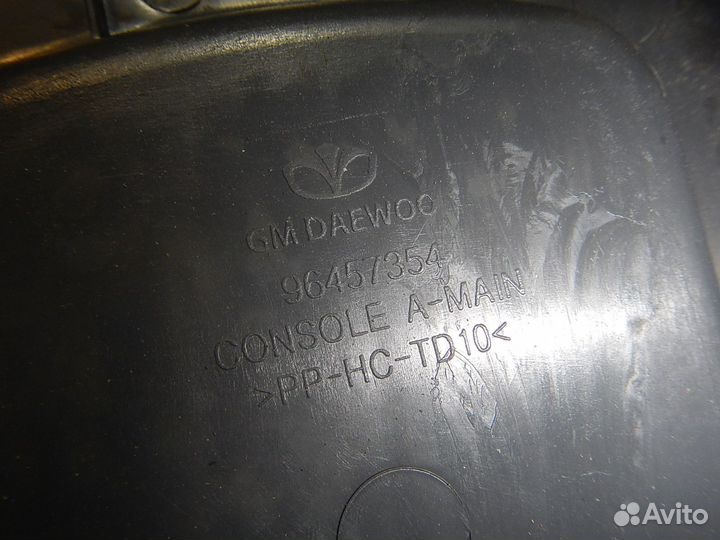 GM DAEWOO
96457354
CONSOLE A-MAIN
>PP-HC-TD10<
Avito